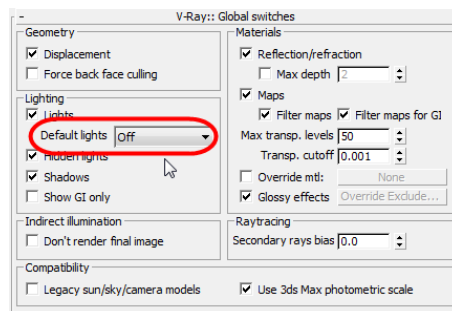 - V-Ray:: Global switches
Geometry
Displacement
Force back face culling
Lighting
Lights
Default lights Off
Hidden lights
Shadows
Show GI only
Indirect illumination
Don't render final image
Materials
Reflection/refraction
Max depth 2
Maps
Filter maps Filter maps for GI
Max transp. levels 50
Transp. cutoff 0.001
Override mtl: None
Glossy effects Override Exclude...
Raytracing
Secondary rays bias 0.0
Compatibility
Legacy sun/sky/camera models Use 3ds Max photometric scale